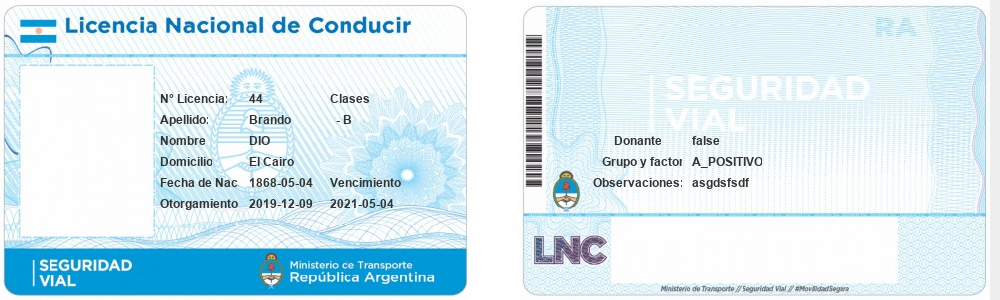 Licencia Nacional de Conducir
N° Licencia: 44 Clases
Apellido: Brando - B
Nombre DIO
Domicilio El Cairo
Fecha de Nac 1868-05-04 Vencimiento
Otorgamiento 2019-12-09 2021-05-04
SEGURIDAD
VIAL
Ministerio de Transporte
República Argentina
RA
SEGURIDAD
VIAL
Donante false
Grupo y factor A_POSITIVO
Observaciones: asgdsfsdf
LNC
Ministerio de Transporte // Seguridad Vial // #MovilidadSegura